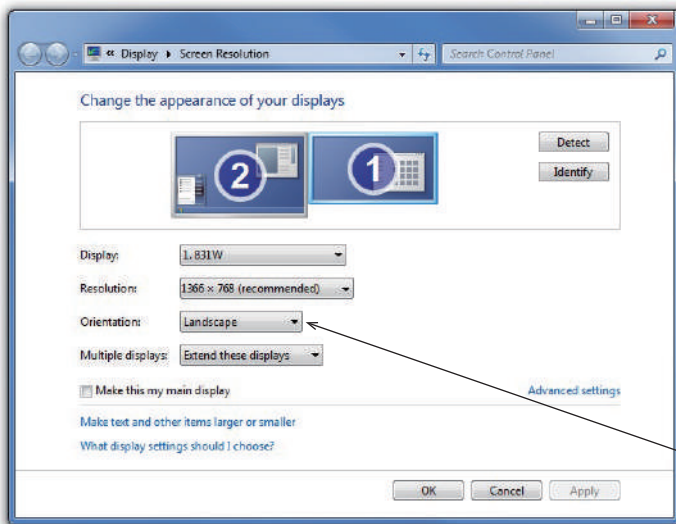 « Display ▸ Screen Resolution
Search Control Panel
Change the appearance of your displays
2
1
Detect
Identify
Display: 1. 831W
Resolution: 1366 × 768 (recommended)
Orientation: Landscape
Multiple displays: Extend these displays
Make this my main display
Advanced settings
Make text and other items larger or smaller
What display settings should I choose?
OK Cancel Apply